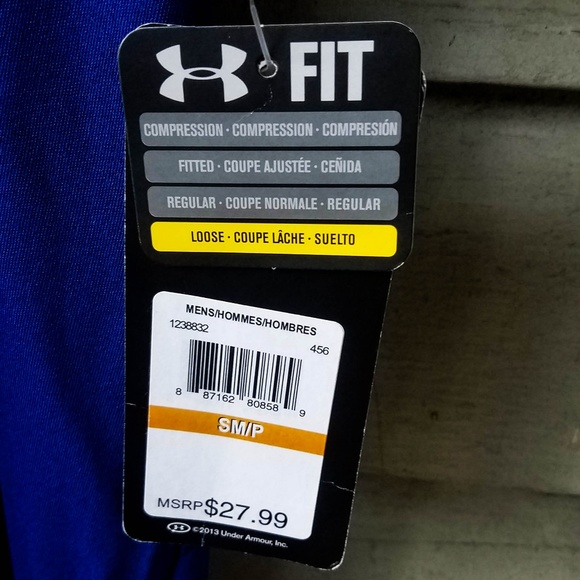 FIT
COMPRESSION · COMPRESSION · COMPRESIÓN
FITTED · COUPE AJUSTÉE · CEÑIDA
REGULAR · COUPE NORMALE · REGULAR
LOOSE · COUPE LÂCHE · SUELTO
MENS/HOMMES/HOMBRES
1238832 456
8 87162 80858 9
SM/P
MSRP $27.99
©2013 Under Armour, Inc.